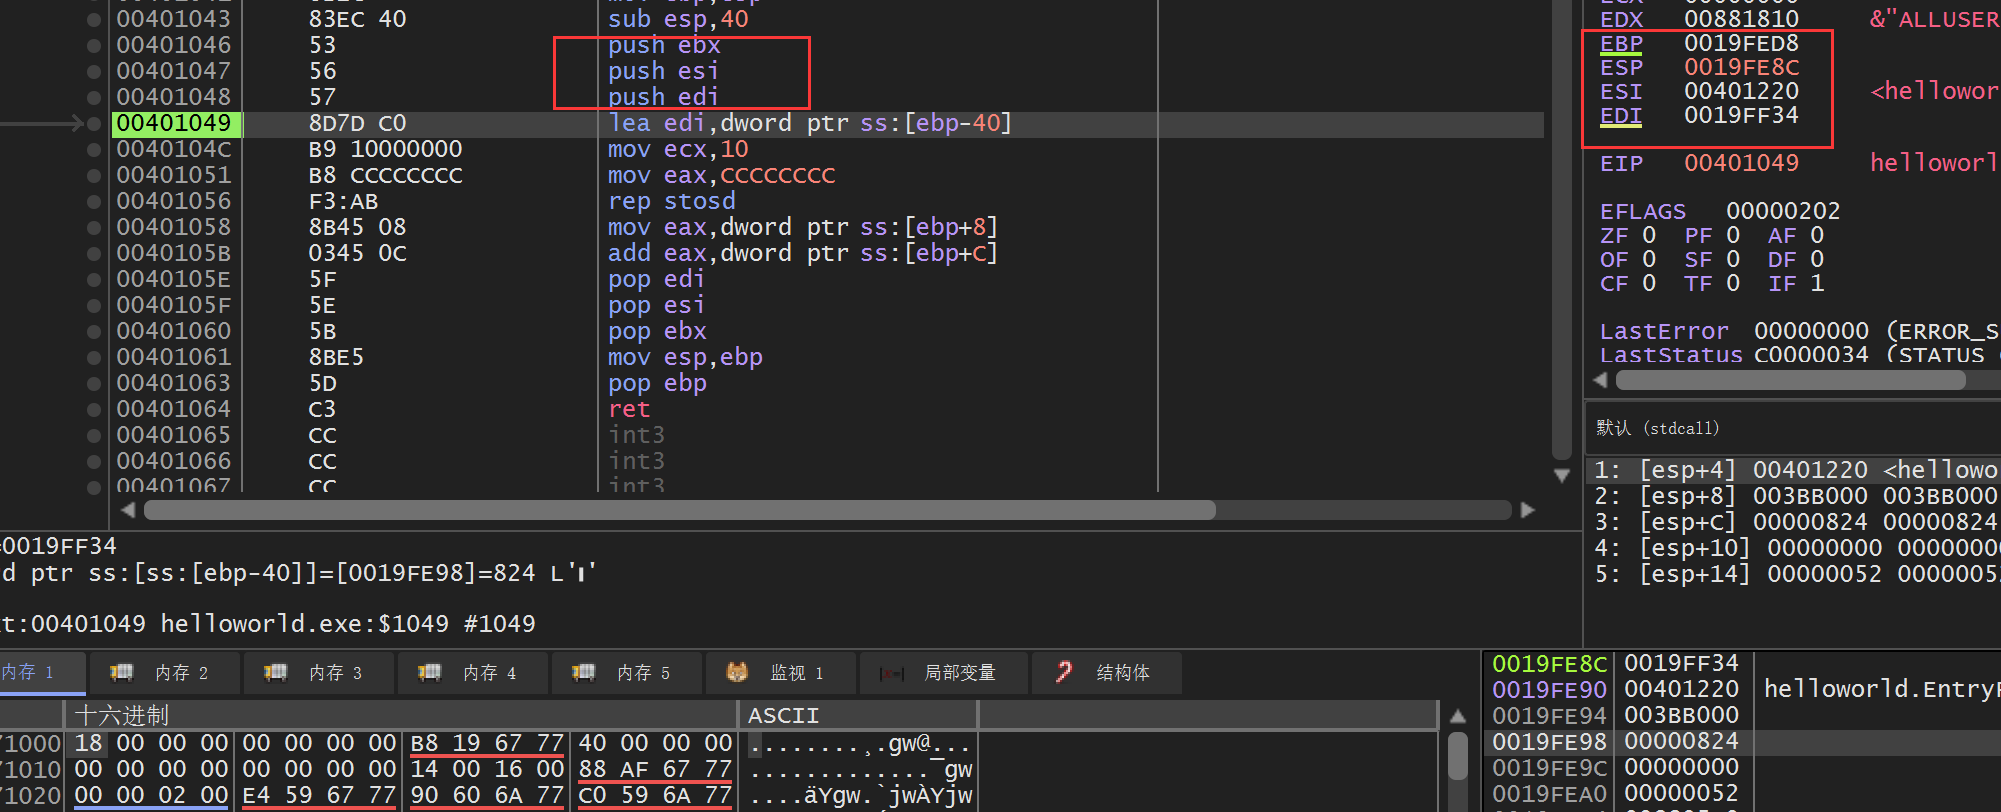 00401043 83EC 40 sub esp,40
00401046 53 push ebx
00401047 56 push esi
00401048 57 push edi
00401049 8D7D C0 lea edi,dword ptr ss:[ebp-40]
0040104C B9 10000000 mov ecx,10
00401051 B8 CCCCCCCC mov eax,CCCCCCCC
00401056 F3:AB rep stosd
00401058 8B45 08 mov eax,dword ptr ss:[ebp+8]
0040105B 0345 0C add eax,dword ptr ss:[ebp+C]
0040105E 5F pop edi
0040105F 5E pop esi
00401060 5B pop ebx
00401061 8BE5 mov esp,ebp
00401063 5D pop ebp
00401064 C3 ret
00401065 CC int3
00401066 CC int3
00401067 CC int3
EDX 00881810 &"ALLUSER
EBP 0019FED8
ESP 0019FE8C
ESI 00401220 <hellowor
EDI 0019FF34
EIP 00401049 helloworl
EFLAGS 00000202
ZF 0 PF 0 AF 0
OF 0 SF 0 DF 0
CF 0 TF 0 IF 1
LastError 00000000 (ERROR_S
LastStatus C0000034 (STATUS
默认 (stdcall)
1: [esp+4] 00401220 <hellowo
2: [esp+8] 003BB000 003BB000
3: [esp+C] 00000824 00000824
4: [esp+10] 00000000 0000000
5: [esp+14] 00000052 0000005
=0019FF34
d ptr ss:[ss:[ebp-40]]=[0019FE98]=824 L'
t:00401049 helloworld.exe:$1049 #1049
内存 1 内存 2 内存 3 内存 4 内存 5 监视 1 局部变量 结构体
十六进制 ASCII
71000 18 00 00 00 00 00 00 00 B8 19 67 77 40 00 00 00 ........¸.gw@...
71010 00 00 00 00 00 00 00 00 14 00 16 00 88 AF 67 77 .............¯gw
71020 00 00 02 00 E4 59 67 77 90 60 6A 77 C0 59 6A 77 ....äYgw.`jwÀYjw
0019FE8C 0019FF34
0019FE90 00401220 helloworld.Entry
0019FE94 003BB000
0019FE98 00000824
0019FE9C 00000000
0019FEA0 00000052